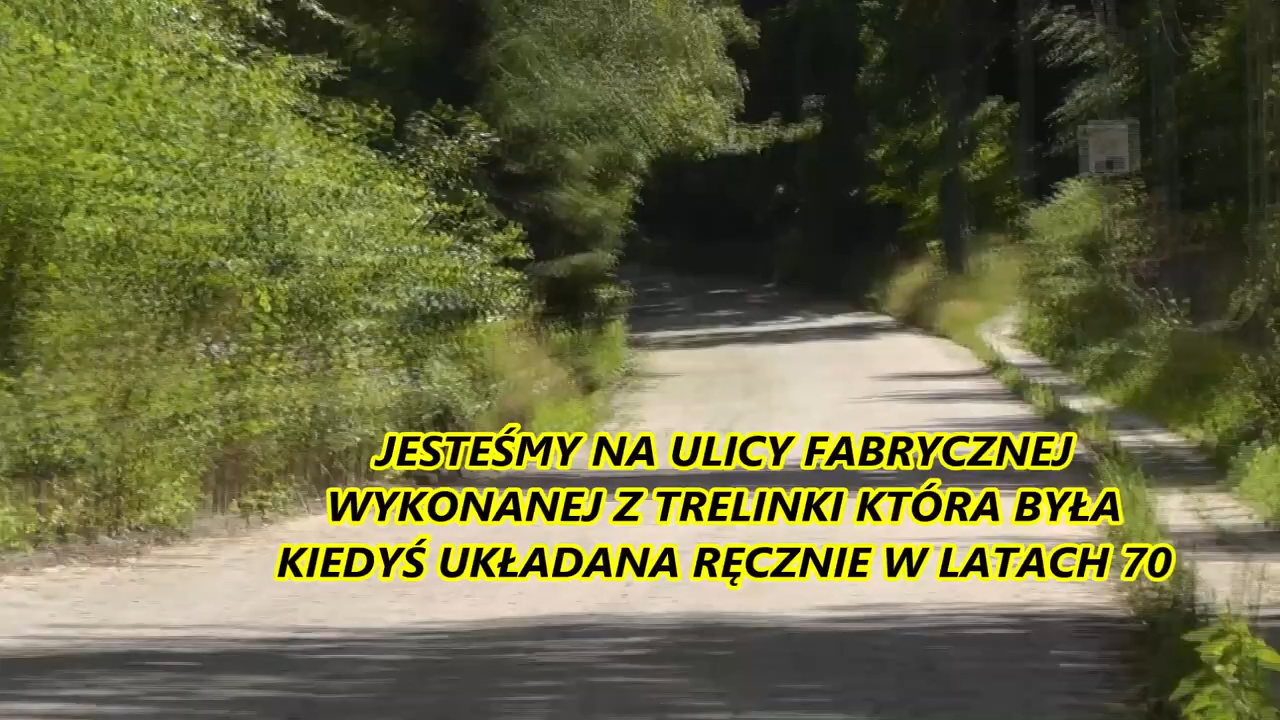 JESTEŚMY NA ULICY FABRYCZNEJ
WYKONANEJ Z TRELINKI KTÓRA BYŁA
KIEDYŚ UKŁADANA RĘCZNIE W LATACH 70